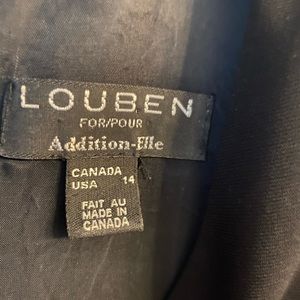 LOUBEN
FOR/POUR
Addition-Elle
CANADA
USA 14
FAIT AU
MADE IN
CANADA